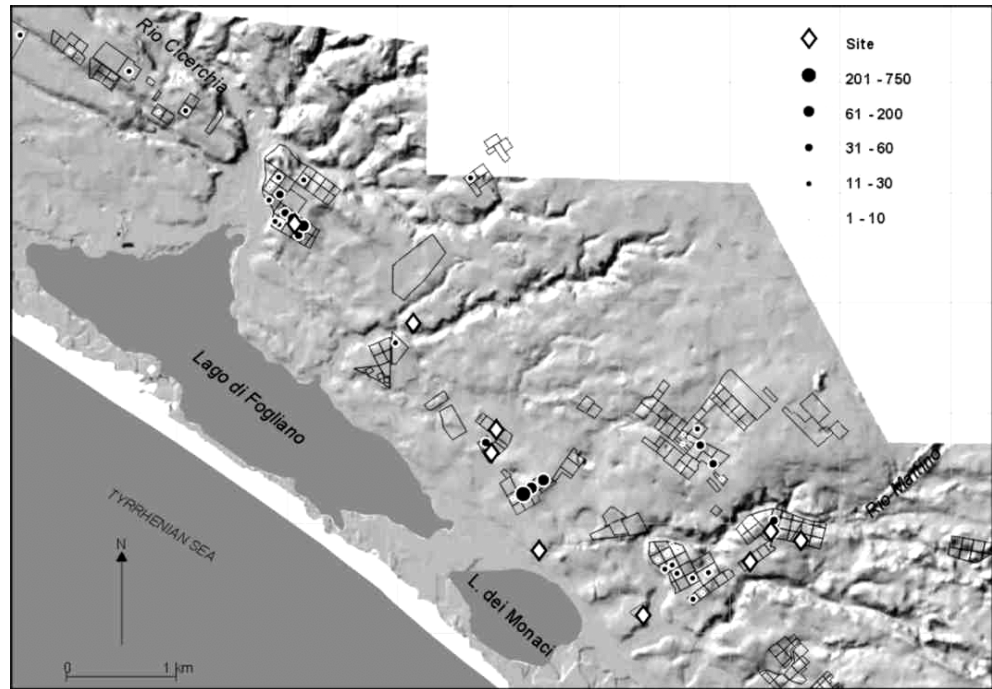 Rio Cicerchia
Site
201 - 750
61 - 200
31 - 60
11 - 30
1 - 10
Lago di Fogliano
Rio Martino
TYRRHENIAN SEA
N
L. dei Monaci
0 1 km